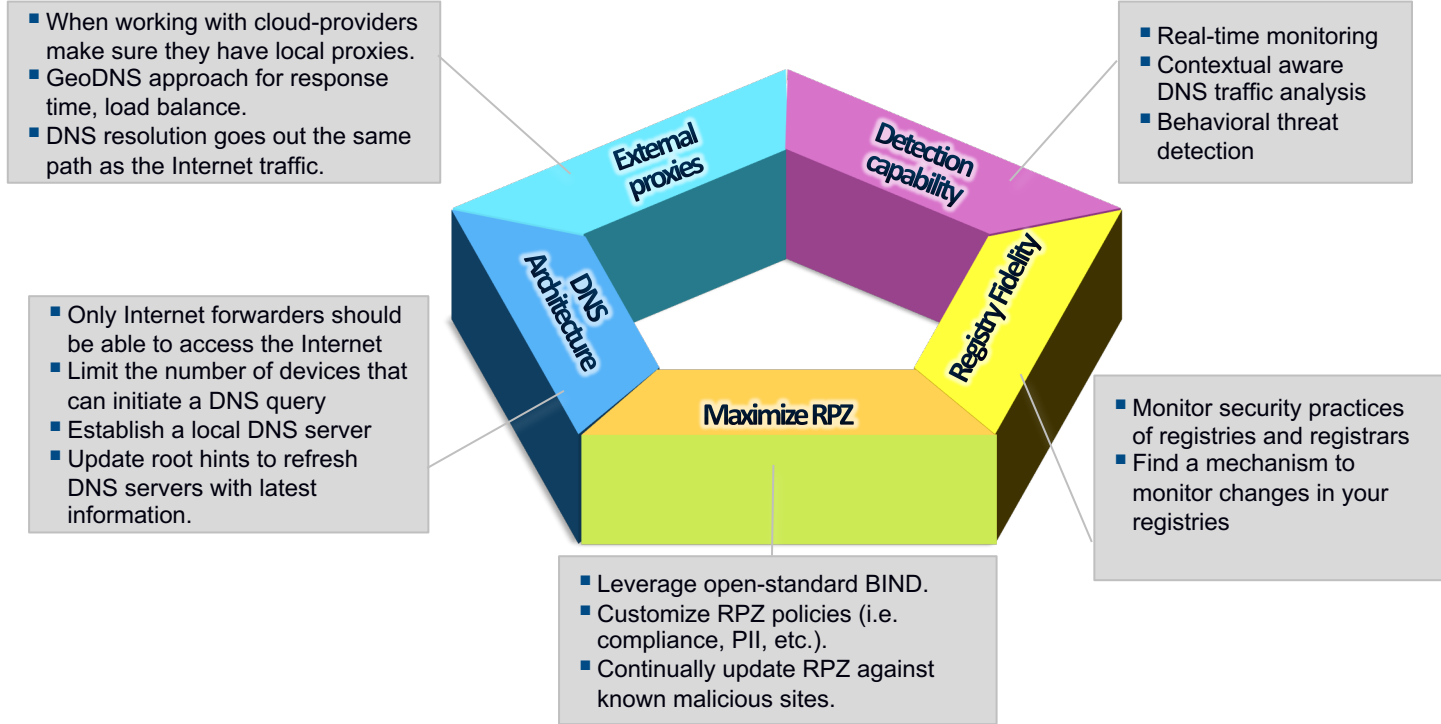 ▪ When working with cloud-providers
make sure they have local proxies.
▪ GeoDNS approach for response
time, load balance.
▪ DNS resolution goes out the same
path as the Internet traffic.
▪ Real-time monitoring
▪ Contextual aware
DNS traffic analysis
▪ Behavioral threat
detection
External
proxies
Detection
capability
DNS
Architecture
Registry Fidelity
Maximize RPZ
▪ Only Internet forwarders should
be able to access the Internet
▪ Limit the number of devices that
can initiate a DNS query
▪ Establish a local DNS server
▪ Update root hints to refresh
DNS servers with latest
information.
▪ Monitor security practices
of registries and registrars
▪ Find a mechanism to
monitor changes in your
registries
▪ Leverage open-standard BIND.
▪ Customize RPZ policies (i.e.
compliance, PII, etc.).
▪ Continually update RPZ against
known malicious sites.